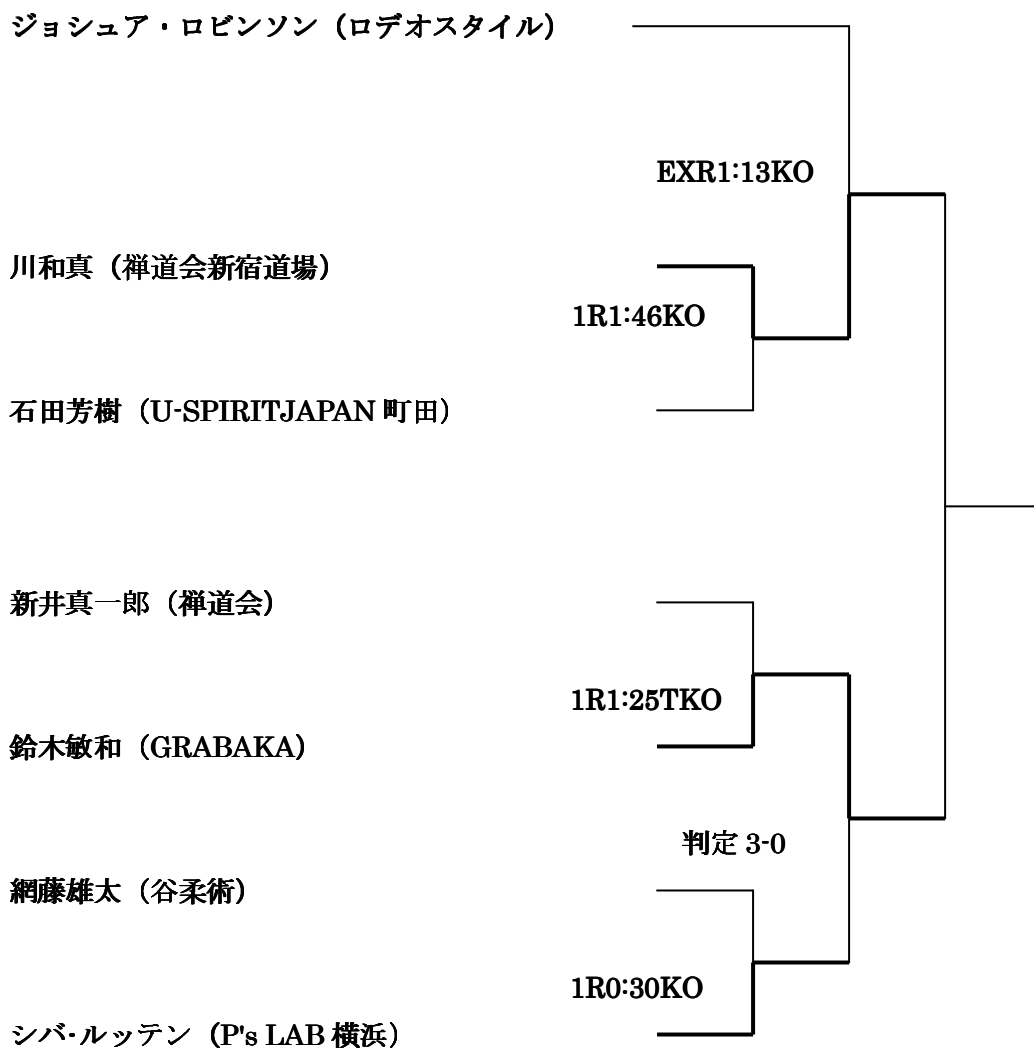 ジョシュア・ロビンソン（ロデオスタイル）
EXR1:13KO
川和真（禅道会新宿道場）
1R1:46KO
石田芳樹（U-SPIRITJAPAN 町田）
新井真一郎（禅道会）
1R1:25TKO
鈴木敏和（GRABAKA）
判定 3-0
網藤雄太（谷柔術）
1R0:30KO
シバ・ルッテン（P's LAB 横浜）